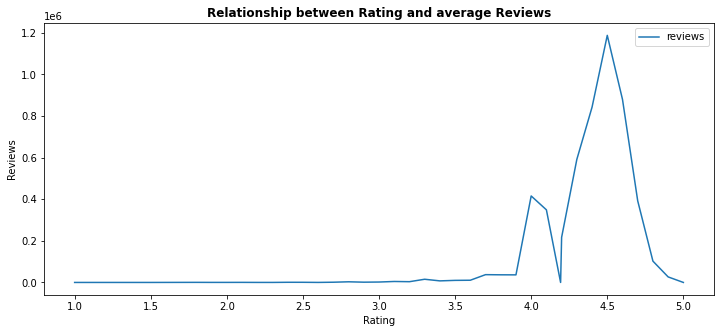 Relationship between Rating and average Reviews
1e6
reviews
1.2
1.0
0.8
0.6
0.4
0.2
0.0
Reviews
1.0 1.5 2.0 2.5 3.0 3.5 4.0 4.5 5.0
Rating